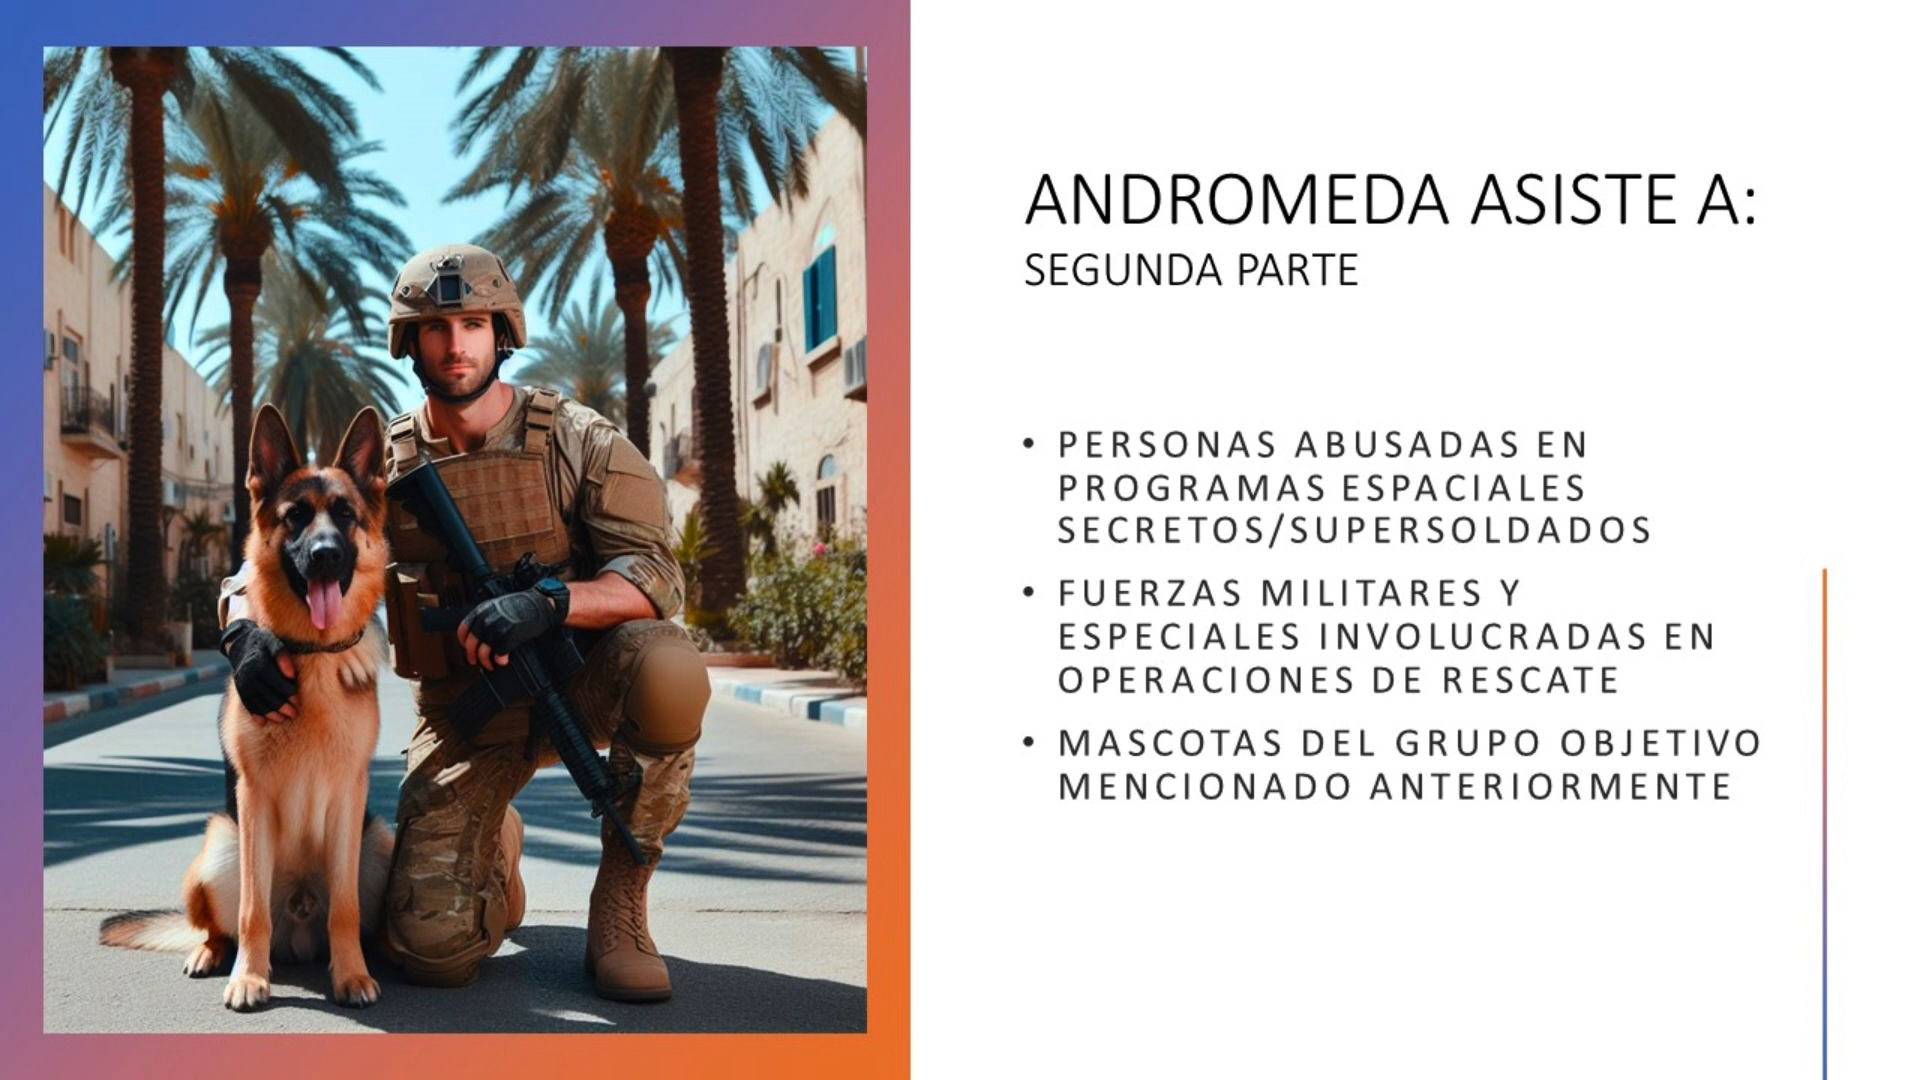 ANDROMEDA ASISTE A:
SEGUNDA PARTE
• PERSONAS ABUSADAS EN
PROGRAMAS ESPACIALES
SECRETOS/SUPERSOLDADOS
• FUERZAS MILITARES Y
ESPECIALES INVOLUCRADAS EN
OPERACIONES DE RESCATE
• MASCOTAS DEL GRUPO OBJETIVO
MENCIONADO ANTERIORMENTE